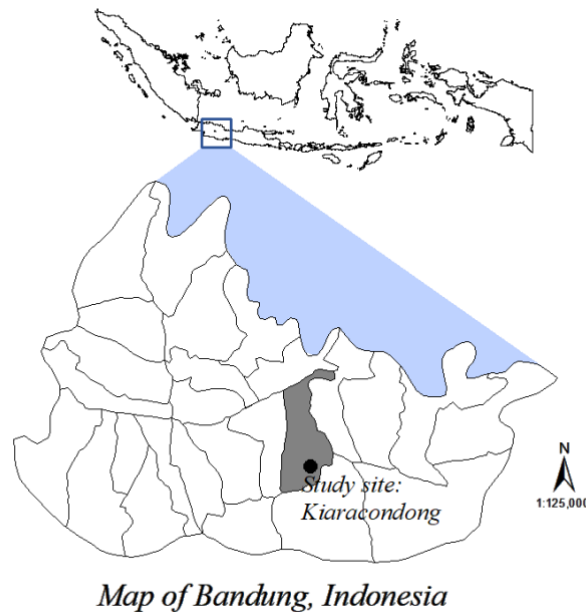 N
1:125,000
Study site:
Kiaracondong
Map of Bandung, Indonesia